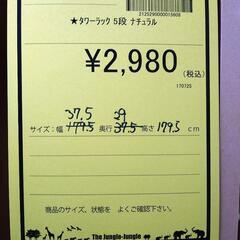 2125290000015608
★タワーラック 5段 ナチュラル
¥2,980
(税込)
170725
37.5 29
サイズ:幅 179.5 奥行 37.5 高さ 179.5 cm
商品のサイズ、状態を よくご確認下さい。
The Jungle-Jungle